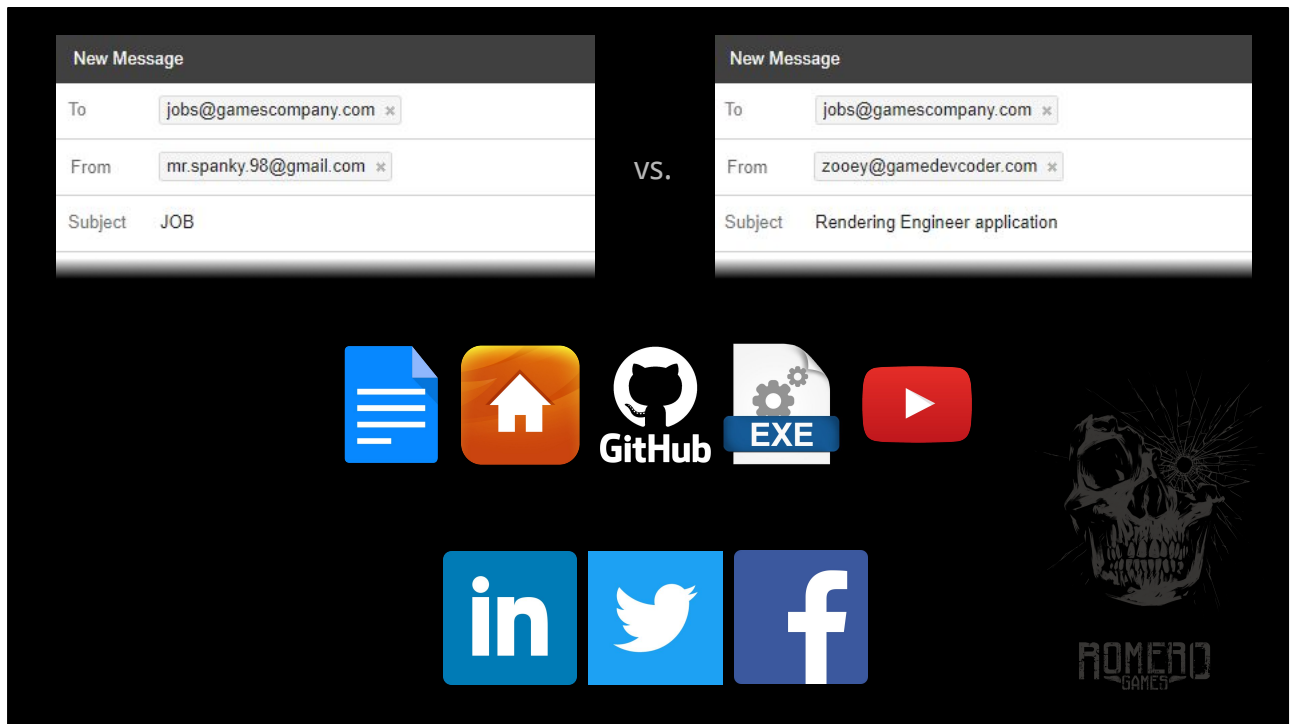 New Message
To jobs@gamescompany.com ×
From mr.spanky.98@gmail.com ×
Subject JOB
vs.
New Message
To jobs@gamescompany.com ×
From zooey@gamedevcoder.com ×
Subject Rendering Engineer application
GitHub
EXE
in
f
ROMERO
GAMES